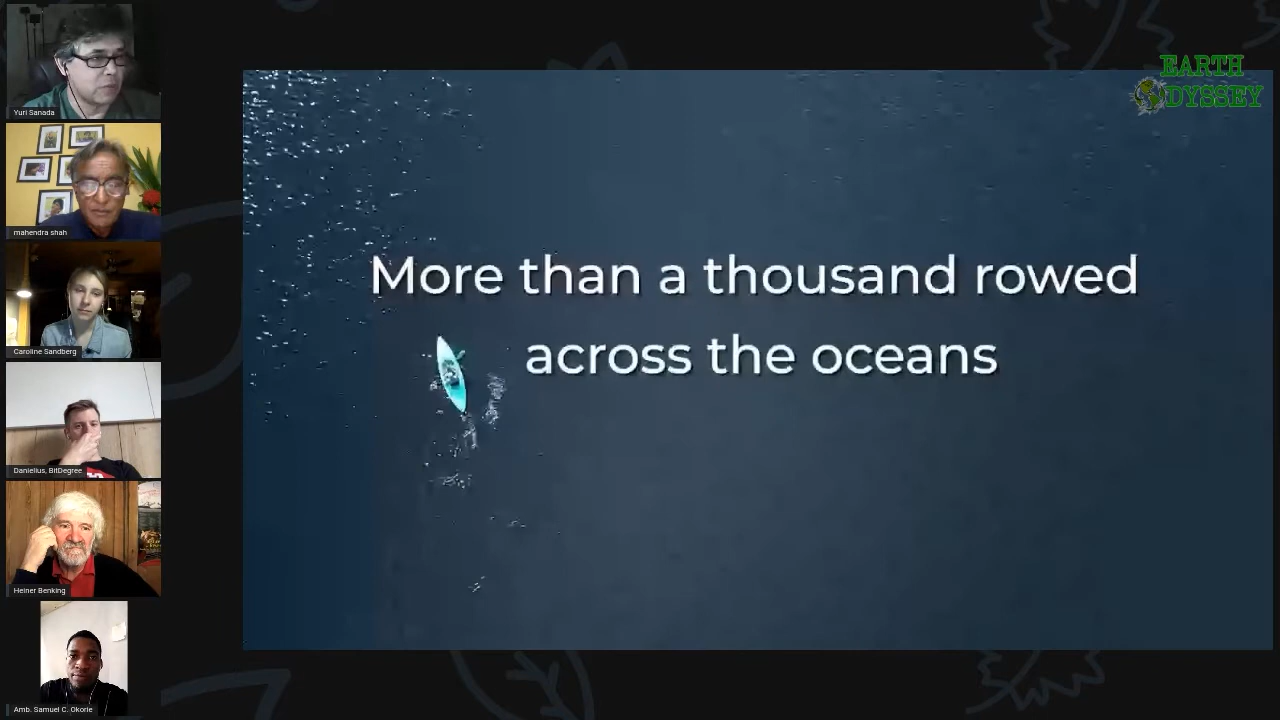 Yuri Sanada
mahendra shah
Caroline Sandberg
Danielius, BitDegree
Heiner Benking
Amb. Samuel C. Okorie
EARTH
DYSSEY
More than a thousand rowed
across the oceans